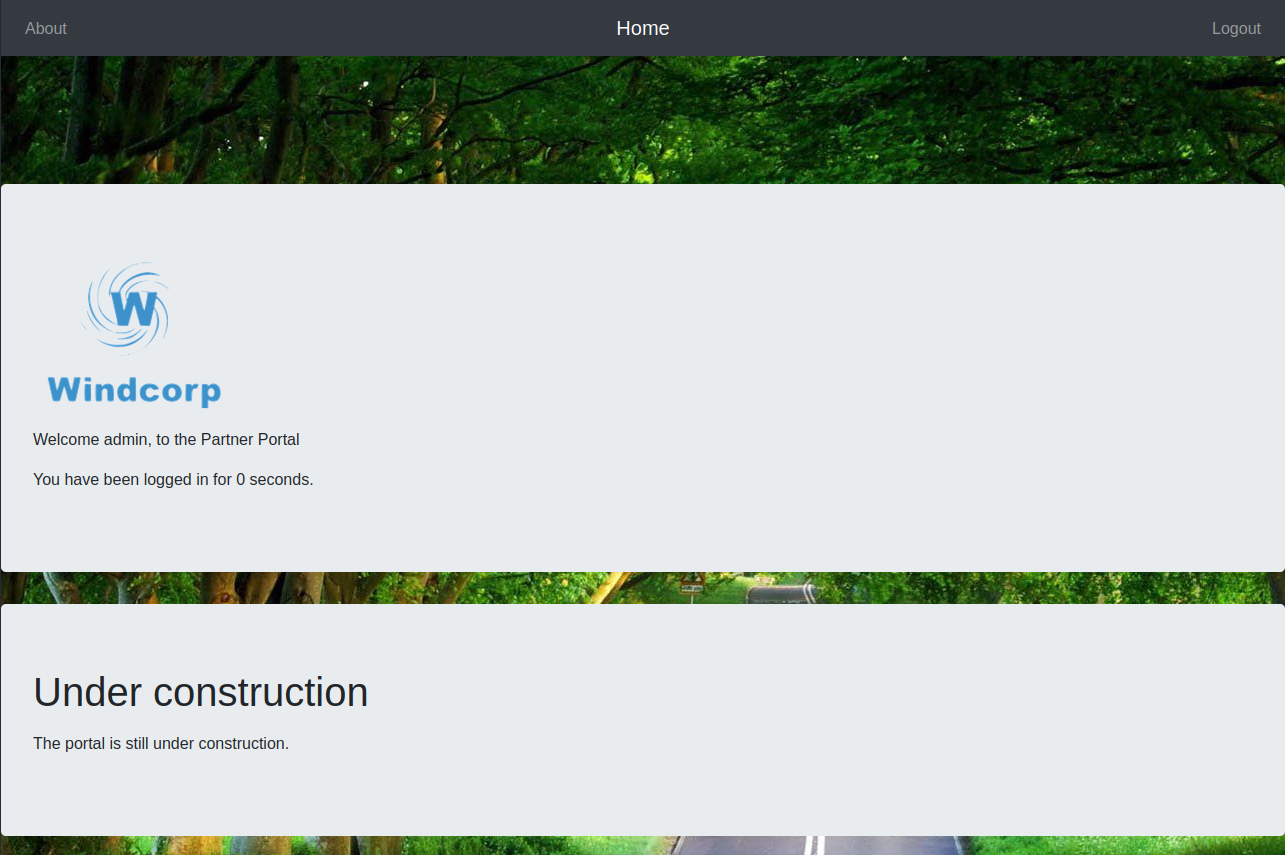 About
Home
Logout
W
Windcorp
Welcome admin, to the Partner Portal
You have been logged in for 0 seconds.
Under construction
The portal is still under construction.